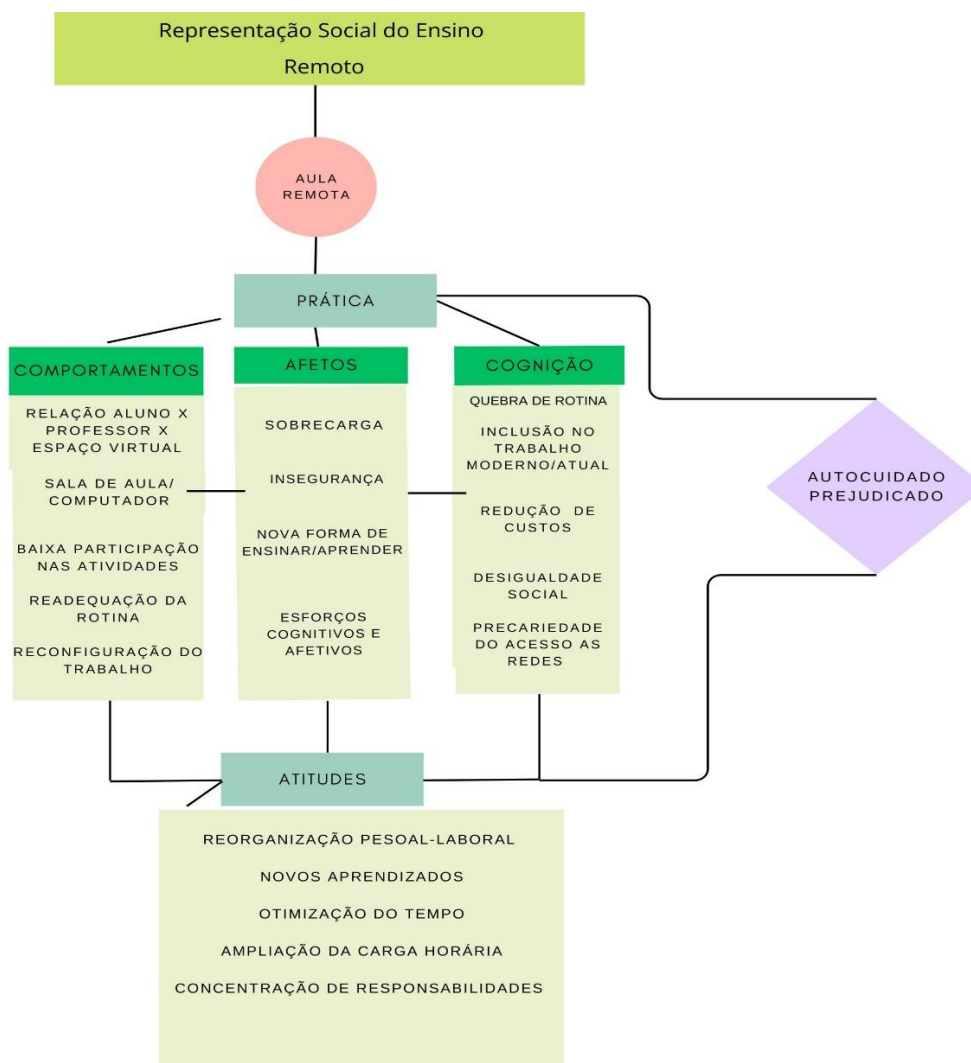 Representação Social do Ensino
Remoto
AULA
REMOTA
PRÁTICA
COMPORTAMENTOS
RELAÇÃO ALUNO X
PROFESSOR X
ESPAÇO VIRTUAL
SALA DE AULA/
COMPUTADOR
BAIXA PARTICIPAÇÃO
NAS ATIVIDADES
READEQUAÇÃO DA
ROTINA
RECONFIGURAÇÃO DO
TRABALHO
AFETOS
SOBRECARGA
INSEGURANÇA
NOVA FORMA DE
ENSINAR/APRENDER
ESFORÇOS
COGNITIVOS E
AFETIVOS
COGNIÇÃO
QUEBRA DE ROTINA
INCLUSÃO NO
TRABALHO
MODERNO/ATUAL
REDUÇÃO DE
CUSTOS
DESIGUALDADE
SOCIAL
PRECARIEDADE
DO ACESSO AS
REDES
AUTOCUIDADO
PREJUDICADO
ATITUDES
REORGANIZAÇÃO PESOAL-LABORAL
NOVOS APRENDIZADOS
OTIMIZAÇÃO DO TEMPO
AMPLIAÇÃO DA CARGA HORÁRIA
CONCENTRAÇÃO DE RESPONSABILIDADES